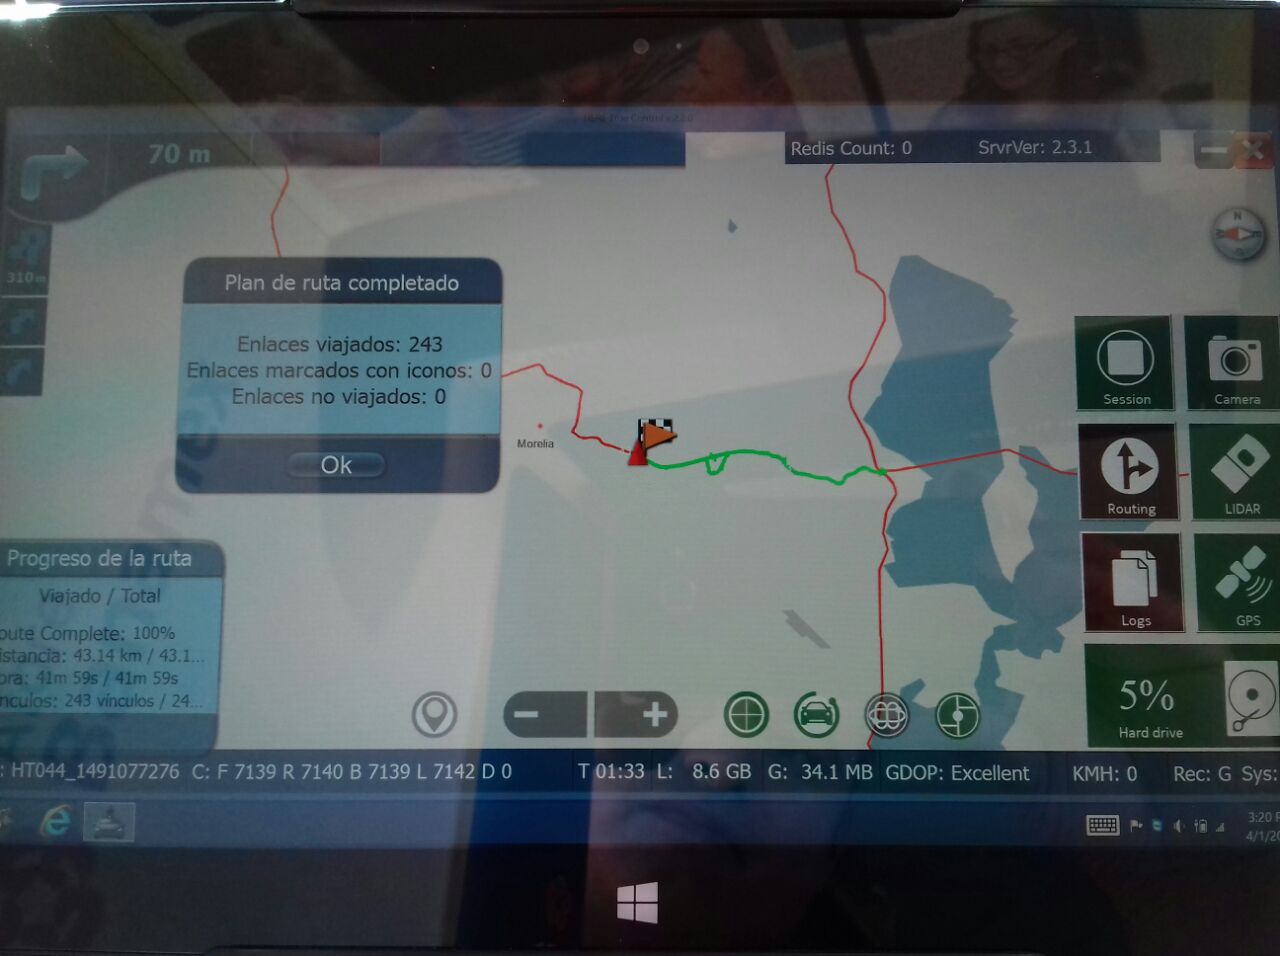 70 m
Redis Count: 0 SrvrVer: 2.3.1
N
310 m
Plan de ruta completado
Enlaces viajados: 243
Enlaces marcados con iconos: 0
Enlaces no viajados: 0
Ok
Morelia
Session
Camera
Routing
LIDAR
Logs
GPS
5%
Hard drive
Progreso de la ruta
Viajado / Total
oute Complete: 100%
istancia: 43.14 km / 43.1...
ora: 41m 59s / 41m 59s
nculos: 243 vínculos / 24...
: HT044_1491077276 C: F 7139 R 7140 B 7139 L 7142 D 0 T 01:33 L: 8.6 GB G: 34.1 MB GDOP: Excellent KMH: 0 Rec: G Sys:
3:20 P
4/1/20